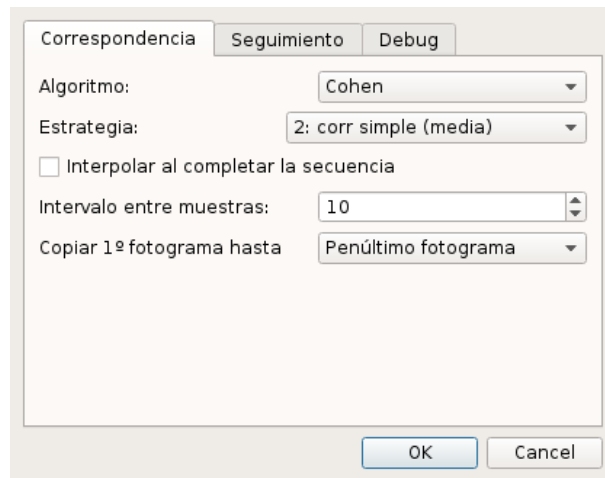 Correspondencia Seguimiento Debug
Algoritmo: Cohen
Estrategia: 2: corr simple (media)
Interpolar al completar la secuencia
Intervalo entre muestras: 10
Copiar 1º fotograma hasta Penúltimo fotograma
OK Cancel